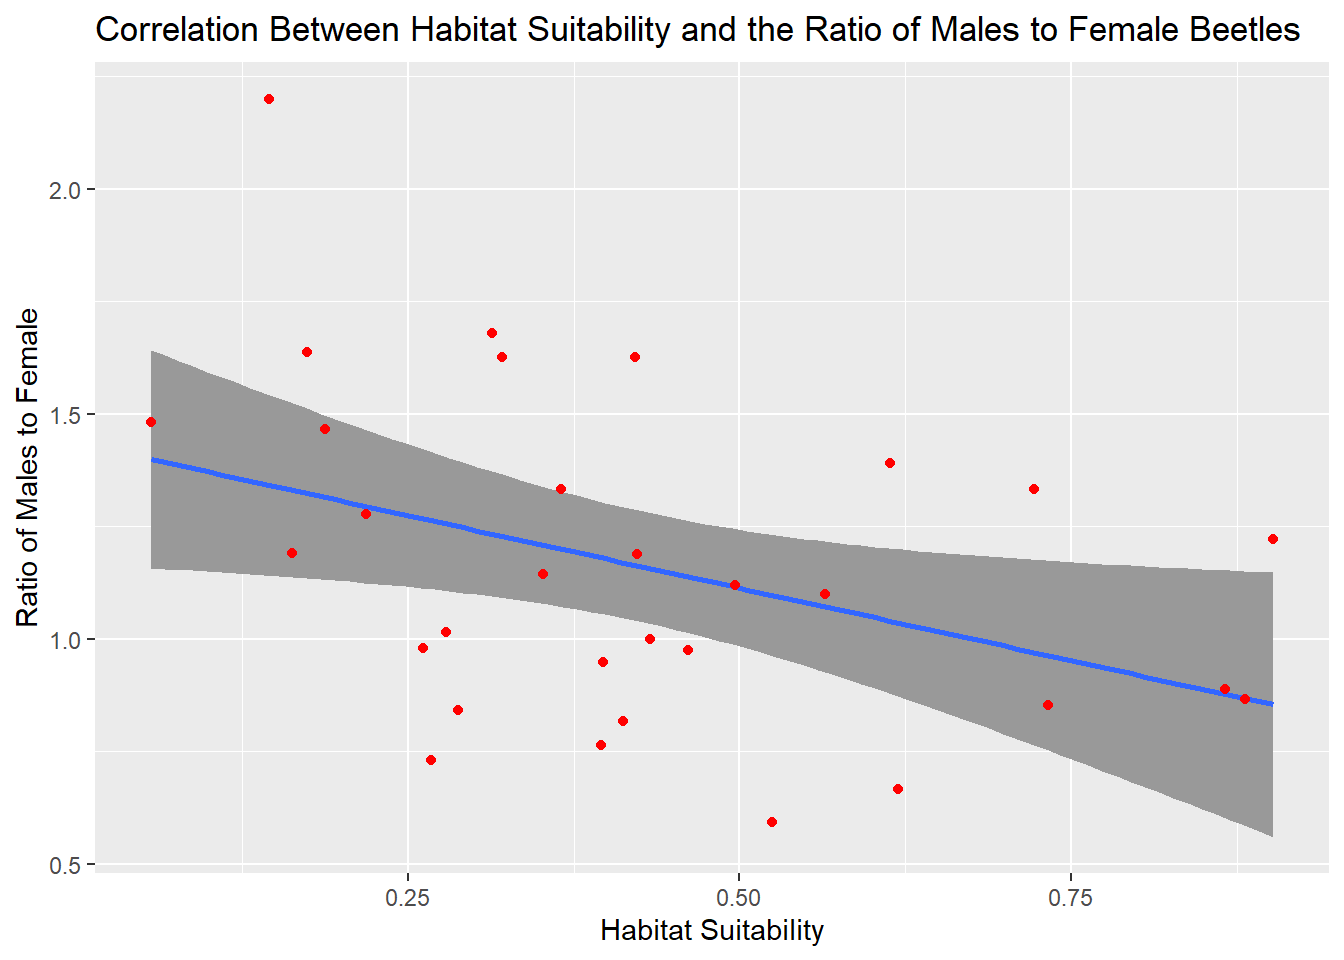 Correlation Between Habitat Suitability and the Ratio of Males to Female Beetles
Ratio of Males to Female
2.0
1.5
1.0
0.5
0.25
0.50
0.75
Habitat Suitability